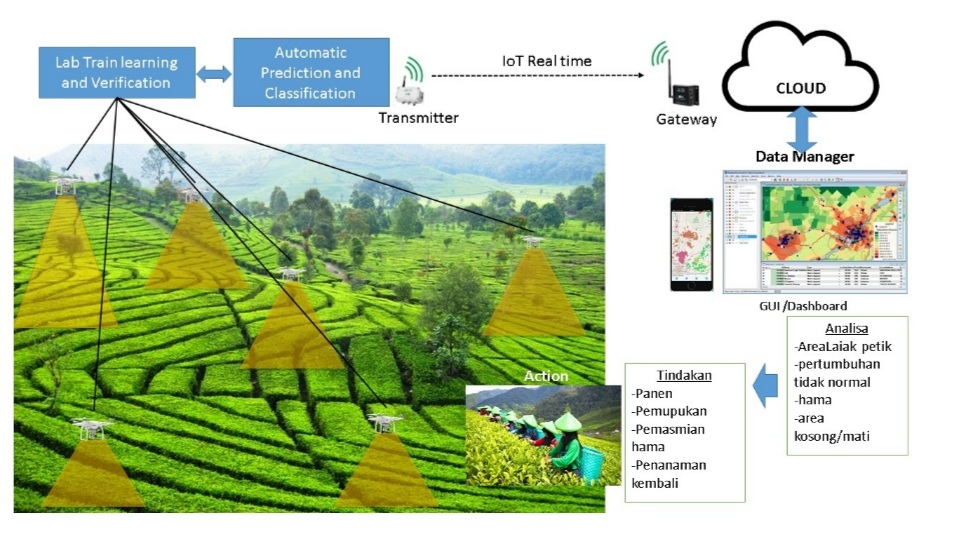 Lab Train learning
and Verification
Automatic
Prediction and
Classification
Transmitter
IoT Real time
Gateway
CLOUD
Data Manager
GUI /Dashboard
Analisa
-AreaLaiak petik
-pertumbuhan
tidak normal
-hama
-area
kosong/mati
Tindakan
-Panen
-Pemupukan
-Pemasmian
hama
-Penanaman
kembali
Action